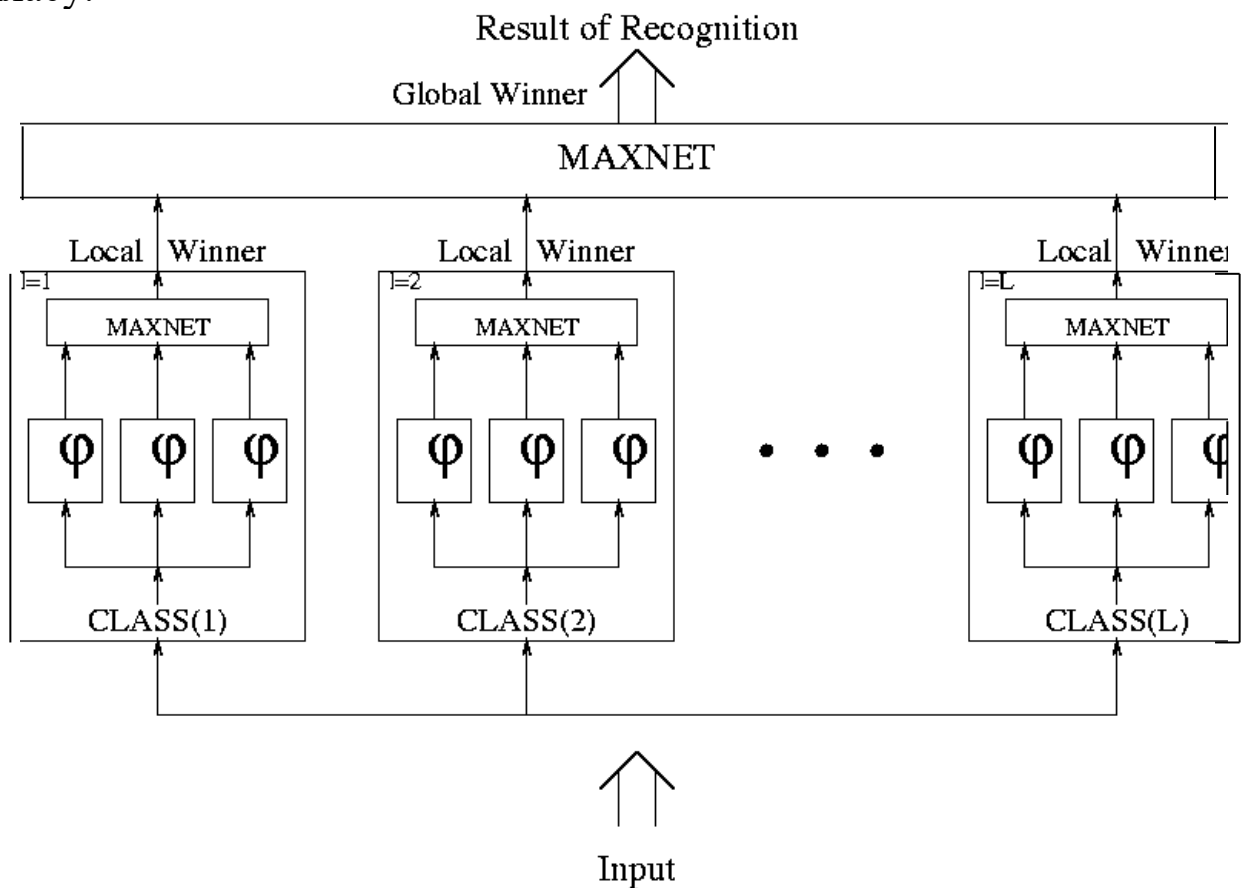 Result of Recognition
Global Winner
MAXNET
Local Winner Local Winner Local Winner
l=1 l=2 l=L
MAXNET MAXNET MAXNET
φ φ φ φ φ φ φ φ φ
CLASS(1) CLASS(2) CLASS(L)
Input